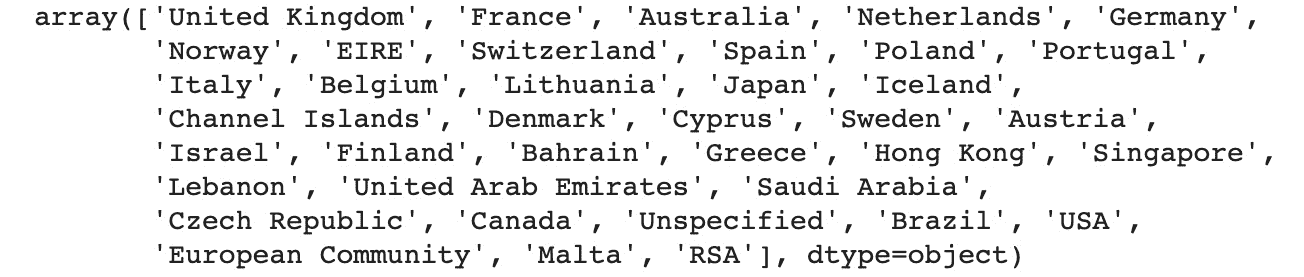 array(['United Kingdom', 'France', 'Australia', 'Netherlands', 'Germany',
'Norway', 'EIRE', 'Switzerland', 'Spain', 'Poland', 'Portugal',
'Italy', 'Belgium', 'Lithuania', 'Japan', 'Iceland',
'Channel Islands', 'Denmark', 'Cyprus', 'Sweden', 'Austria',
'Israel', 'Finland', 'Bahrain', 'Greece', 'Hong Kong', 'Singapore',
'Lebanon', 'United Arab Emirates', 'Saudi Arabia',
'Czech Republic', 'Canada', 'Unspecified', 'Brazil', 'USA',
'European Community', 'Malta', 'RSA'], dtype=object)